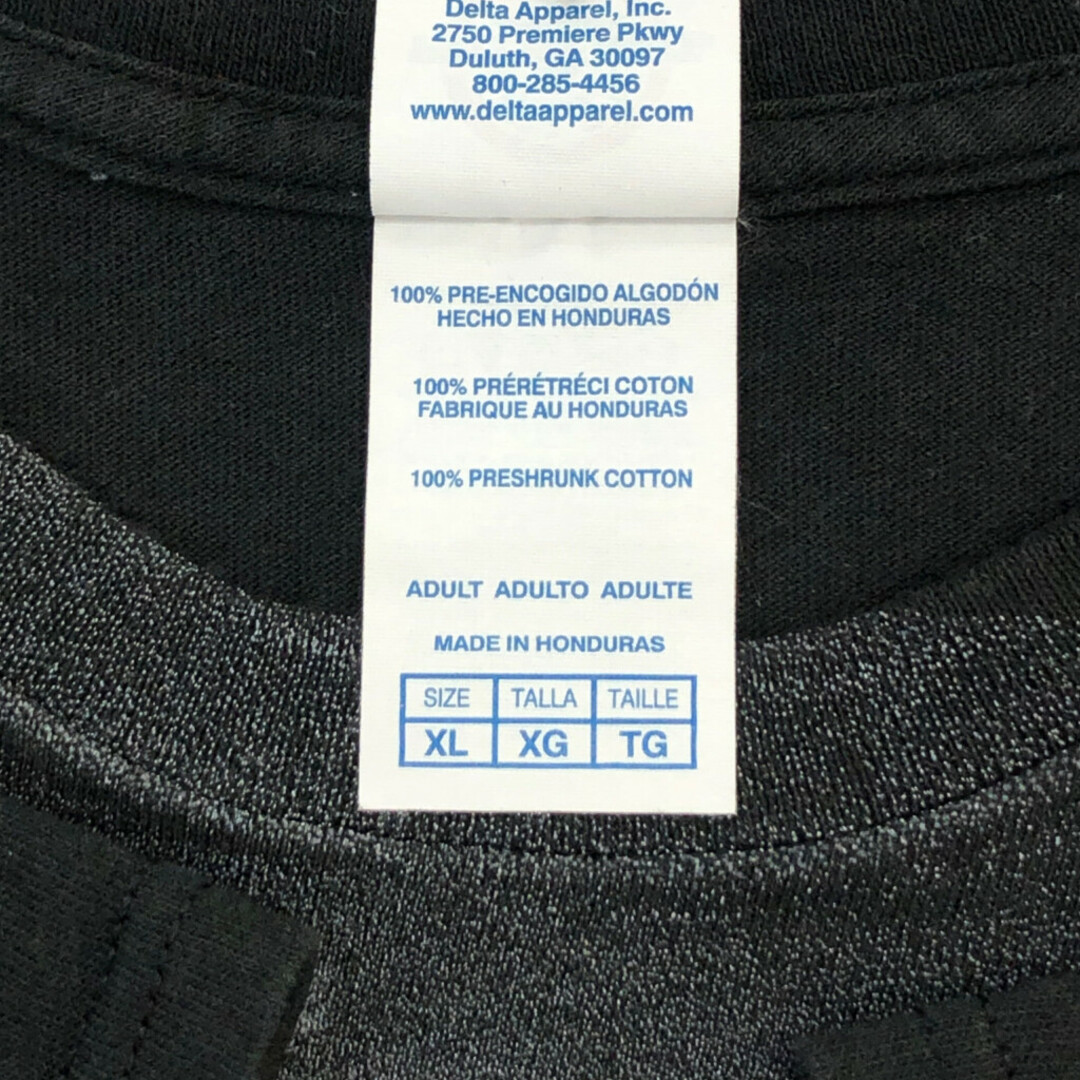 Delta Apparel, Inc.
2750 Premiere Pkwy
Duluth, GA 30097
800-285-4456
www.deltaapparel.com
100% PRE-ENCOGIDO ALGODÓN
HECHO EN HONDURAS
100% PRÉRÉTRÉCI COTON
FABRIQUE AU HONDURAS
100% PRESHRUNK COTTON
ADULT ADULTO ADULTE
MADE IN HONDURAS
SIZE TALLA TAILLE
XL XG TG